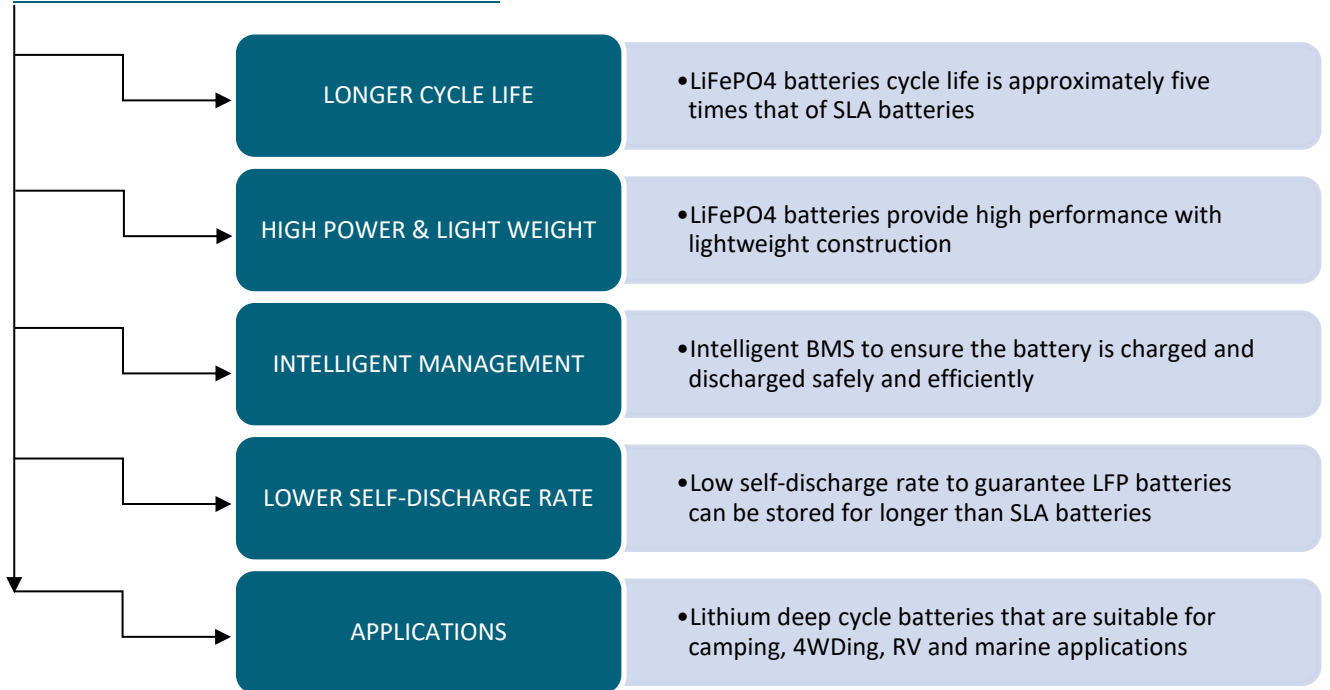 LONGER CYCLE LIFE
•LiFePO4 batteries cycle life is approximately five
times that of SLA batteries
HIGH POWER & LIGHT WEIGHT
•LiFePO4 batteries provide high performance with
lightweight construction
INTELLIGENT MANAGEMENT
•Intelligent BMS to ensure the battery is charged and
discharged safely and efficiently
LOWER SELF-DISCHARGE RATE
•Low self-discharge rate to guarantee LFP batteries
can be stored for longer than SLA batteries
APPLICATIONS
•Lithium deep cycle batteries that are suitable for
camping, 4WDing, RV and marine applications